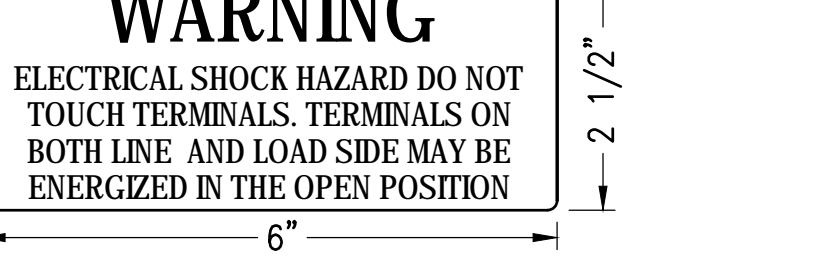 WARNING
ELECTRICAL SHOCK HAZARD DO NOT
TOUCH TERMINALS. TERMINALS ON
BOTH LINE AND LOAD SIDE MAY BE
ENERGIZED IN THE OPEN POSITION
2 1/2”
6”